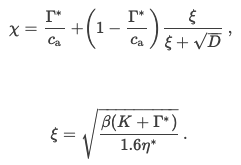 χ = Γ*/c_a + (1 − Γ*/c_a) ξ/(ξ + √D) ,
ξ = √(β(K + Γ*)/1.6η*) .